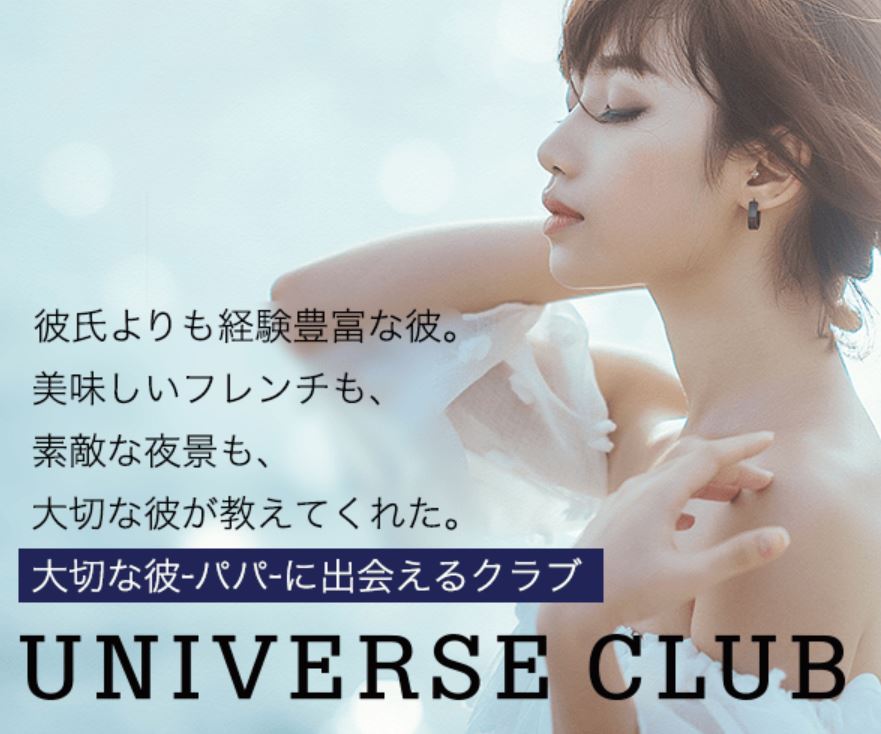 彼氏よりも経験豊富な彼。
美味しいフレンチも、
素敵な夜景も、
大切な彼が教えてくれた。
大切な彼-パパ-に出会えるクラブ
UNIVERSE CLUB